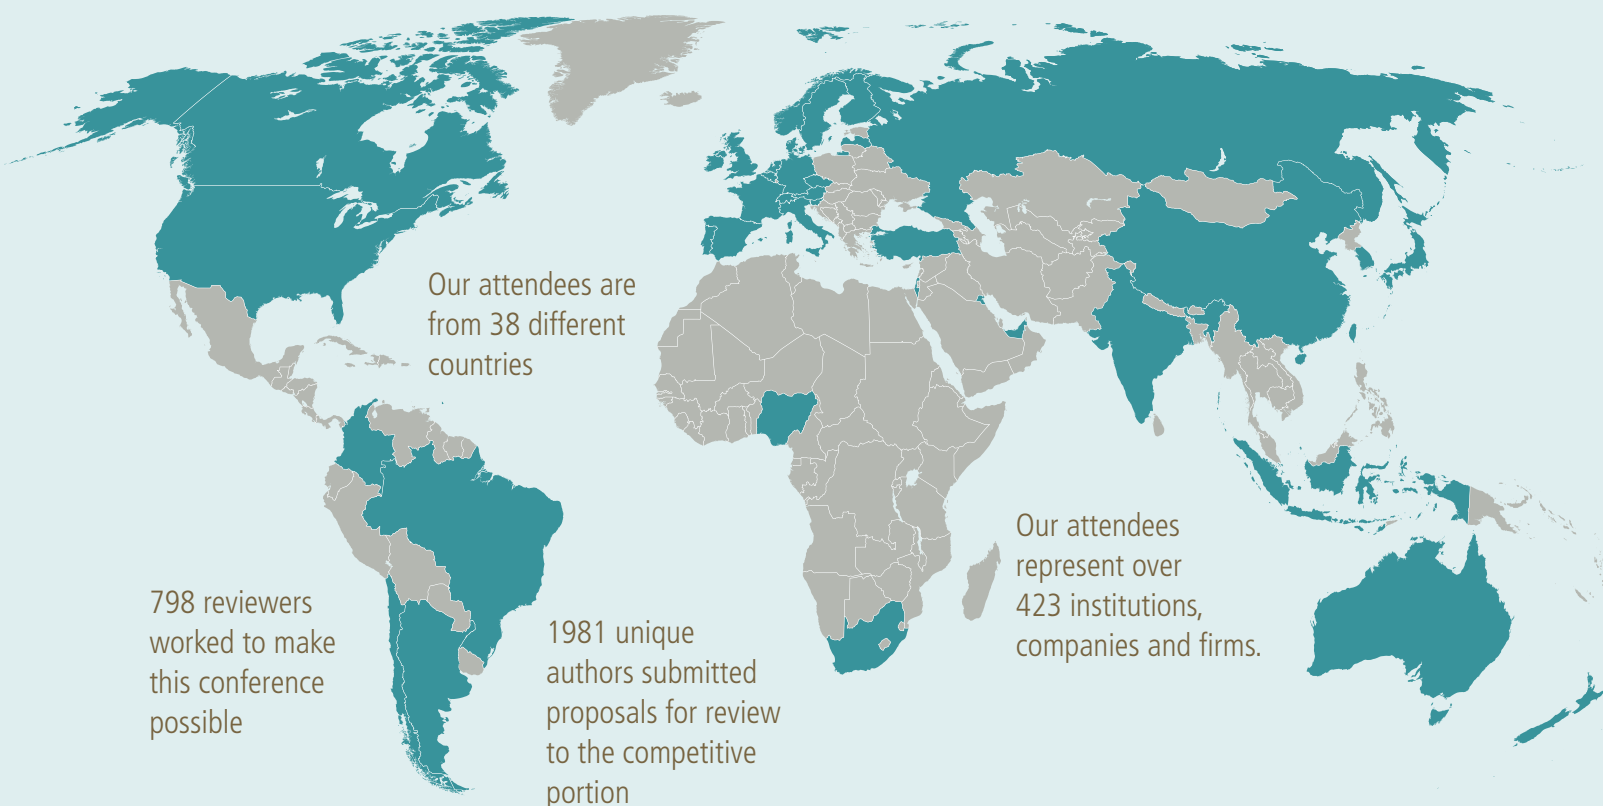 Our attendees are
from 38 different
countries
798 reviewers
worked to make
this conference
possible
1981 unique
authors submitted
proposals for review
to the competitive
portion
Our attendees
represent over
423 institutions,
companies and firms.